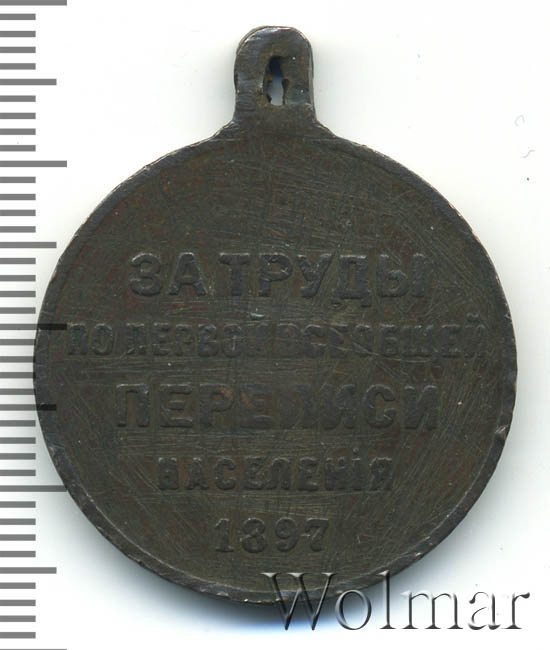 ЗА ТРУДЫ
ПО ПЕРВОЙ ВСЕОБЩЕЙ
ПЕРЕПИСИ
НАСЕЛЕНІЯ
1897
Wolmar